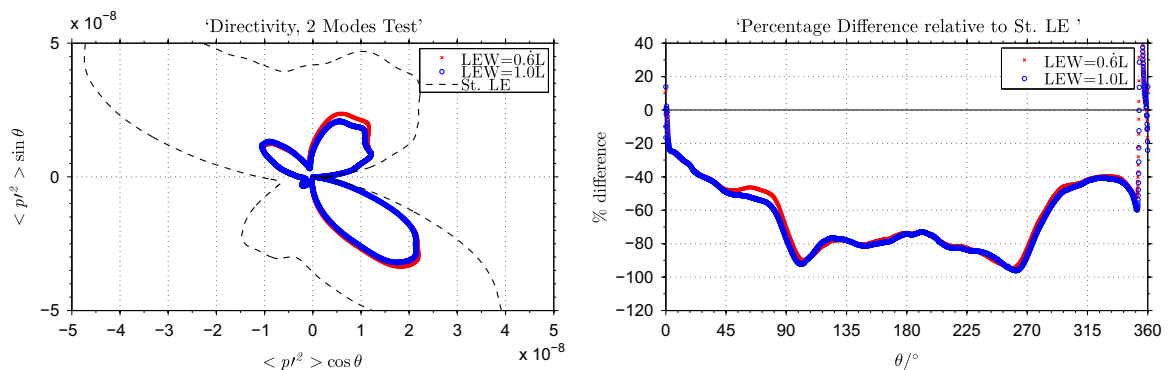 ‘Directivity, 2 Modes Test’
x 10⁻⁸
5
0
−5
< p′² > sin θ
−5 −4 −3 −2 −1 0 1 2 3 4 5
x 10⁻⁸
< p′² > cos θ
LEW=0.6L
LEW=1.0L
St. LE
‘Percentage Difference relative to St. LE ’
40
20
0
−20
−40
−60
−80
−100
−120
% difference
0 45 90 135 180 225 270 315 360
θ/°
LEW=0.6L
LEW=1.0L